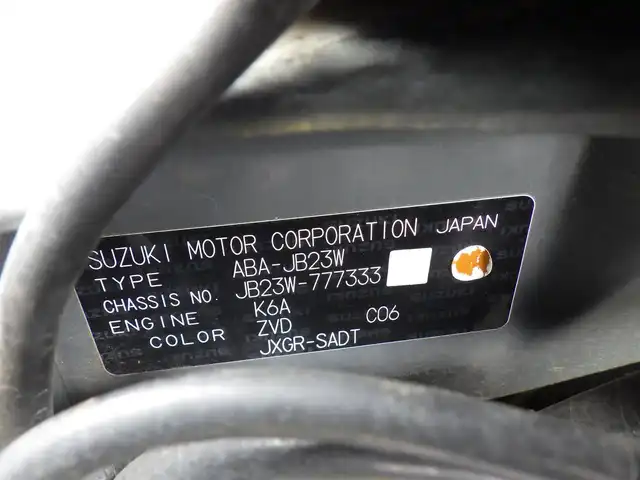 SUZUKI MOTOR CORPORATION JAPAN
TYPE ABA-JB23W
CHASSIS NO. JB23W-777333
ENGINE K6A
COLOR ZVD C06
JXGR-SADT